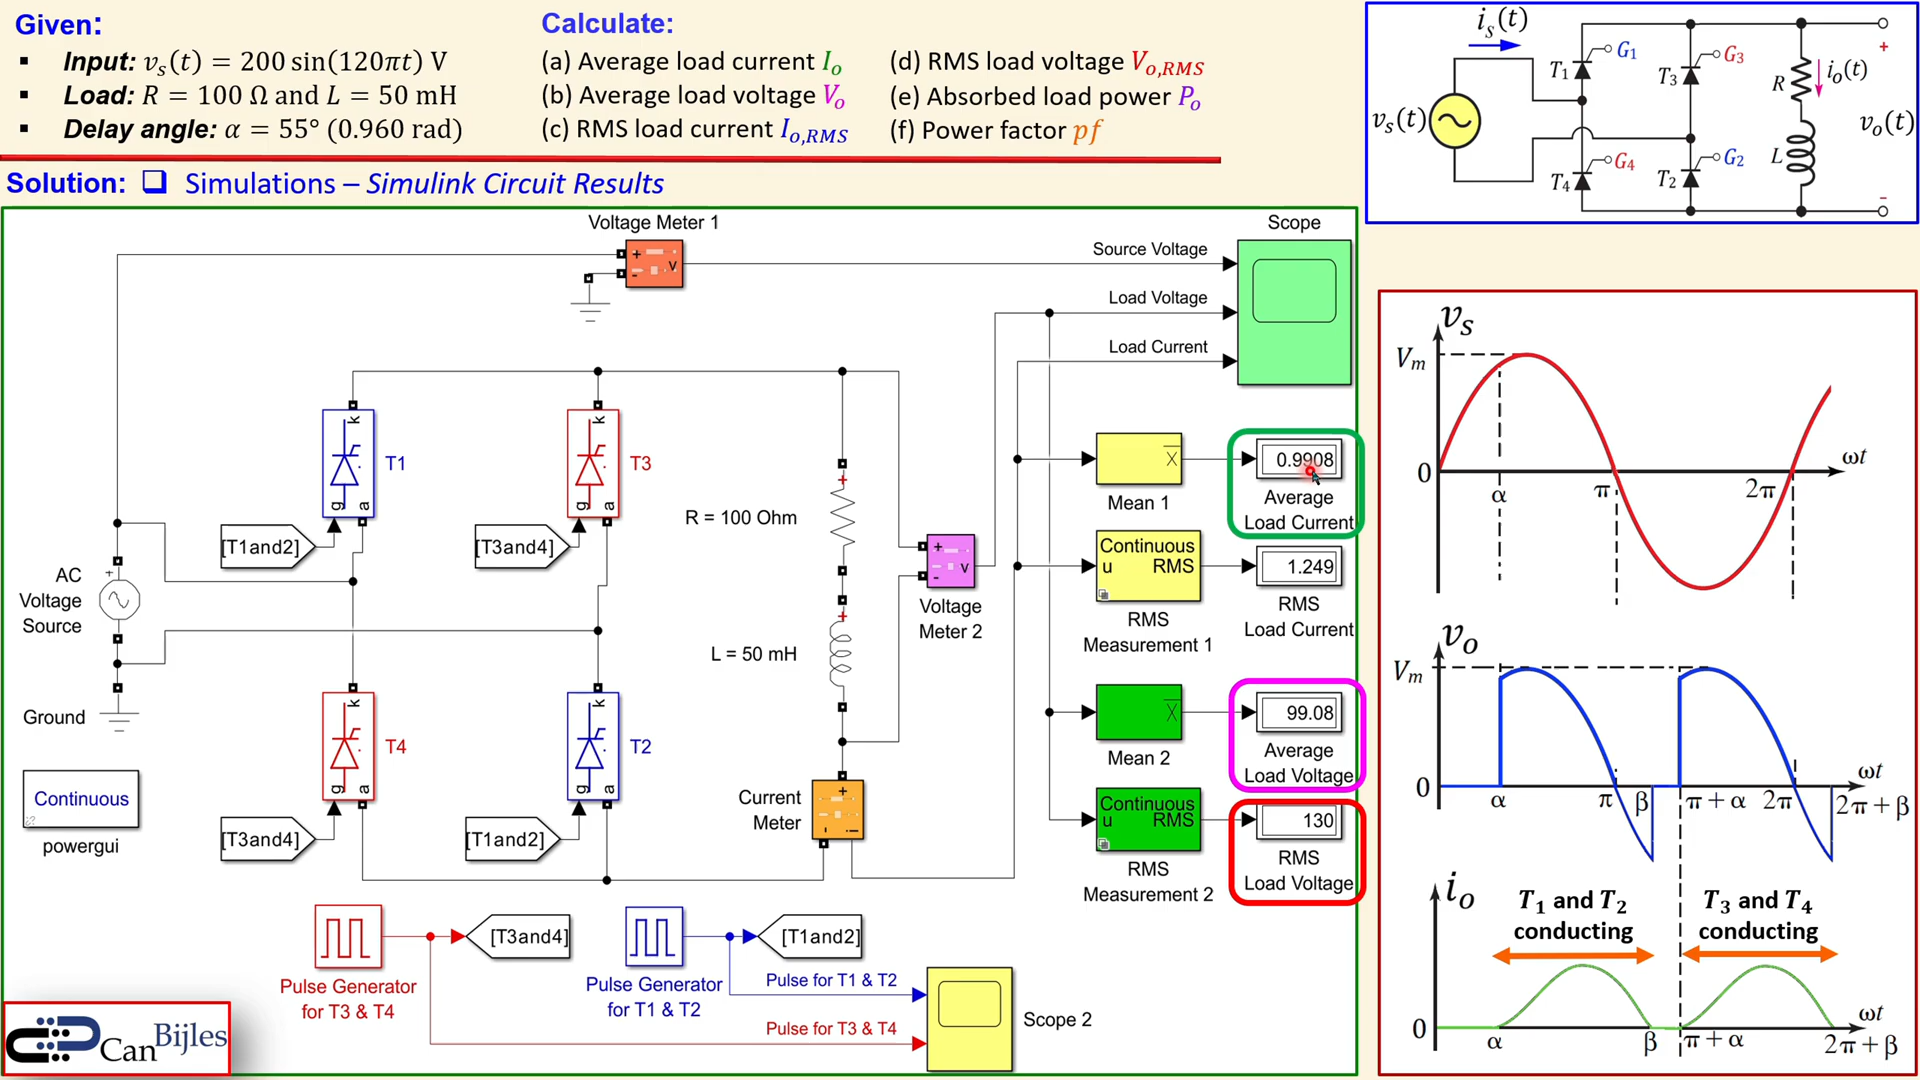 Given:
▪ Input: vₛ(t) = 200 sin(120πt) V
▪ Load: R = 100 Ω and L = 50 mH
▪ Delay angle: α = 55° (0.960 rad)
Calculate:
(a) Average load current Iₒ
(b) Average load voltage Vₒ
(c) RMS load current Iₒ,RMS
(d) RMS load voltage Vₒ,RMS
(e) Absorbed load power Pₒ
(f) Power factor pf
Solution: ❑ Simulations – Simulink Circuit Results
iₛ(t)
T₁ G₁
T₃ G₃
R iₒ(t)
+
vₛ(t)
vₒ(t)
T₄ G₄
T₂ G₂
L
−
Voltage Meter 1
+
-
v
Scope
Source Voltage
Load Voltage
Load Current
k
g
a
T1
[T1and2]
k
g
a
T3
[T3and4]
R = 100 Ohm
+
+
L = 50 mH
+
-
v
Voltage
Meter 2
AC
Voltage
Source
+
Ground
k
g
a
T4
[T3and4]
k
g
a
T2
[T1and2]
Current
Meter
+
-
i
Continuous
powergui
Mean 1
0.9908
Average
Load Current
Continuous
u RMS
RMS
Measurement 1
1.249
RMS
Load Current
Mean 2
99.08
Average
Load Voltage
Continuous
u RMS
RMS
Measurement 2
130
RMS
Load Voltage
[T3and4]
Pulse Generator
for T3 & T4
[T1and2]
Pulse Generator
for T1 & T2
Pulse for T1 & T2
Pulse for T3 & T4
Scope 2
CanBijles
vₛ
Vₘ
0
α
π
2π
ωt
vₒ
Vₘ
0
α
π
β
π + α
2π
2π + β
ωt
iₒ
T₁ and T₂
conducting
T₃ and T₄
conducting
0
α
β
π + α
2π + β
ωt